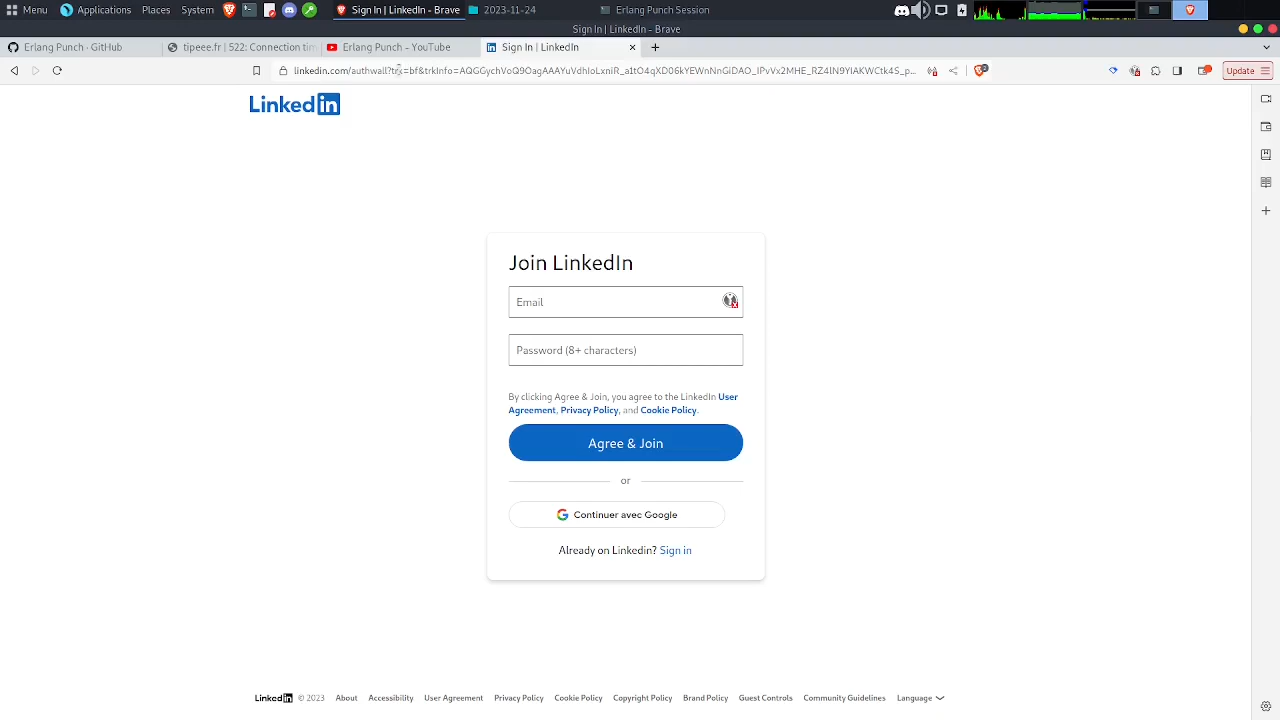 Menu Applications Places System Sign In | LinkedIn - Brave 2023-11-24 Erlang Punch Session
Sign In | LinkedIn - Brave
Erlang Punch · GitHub tipeee.fr | 522: Connection tim Erlang Punch - YouTube Sign In | LinkedIn
Update
LinkedIn
Join LinkedIn
Email
Password (8+ characters)
By clicking Agree & Join, you agree to the LinkedIn User
Agreement, Privacy Policy, and Cookie Policy.
Agree & Join
or
Continuer avec Google
Already on Linkedin? Sign in
LinkedIn © 2023 About Accessibility User Agreement Privacy Policy Cookie Policy Copyright Policy Brand Policy Guest Controls Community Guidelines Language